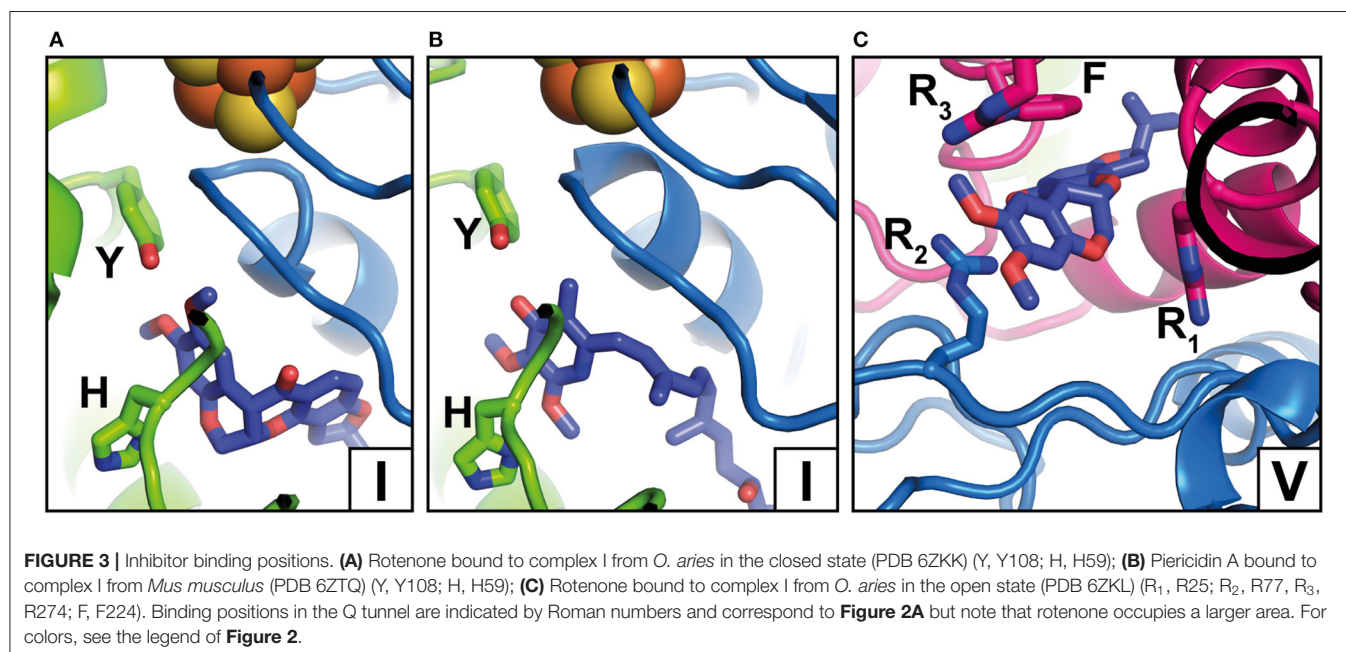 A
B
C
Y
H
I
Y
H
I
R3
F
R2
R1
V
FIGURE 3 | Inhibitor binding positions. (A) Rotenone bound to complex I from O. aries in the closed state (PDB 6ZKK) (Y, Y108; H, H59); (B) Piericidin A bound to
complex I from Mus musculus (PDB 6ZTQ) (Y, Y108; H, H59); (C) Rotenone bound to complex I from O. aries in the open state (PDB 6ZKL) (R1, R25; R2, R77, R3,
R274; F, F224). Binding positions in the Q tunnel are indicated by Roman numbers and correspond to Figure 2A but note that rotenone occupies a larger area. For
colors, see the legend of Figure 2.